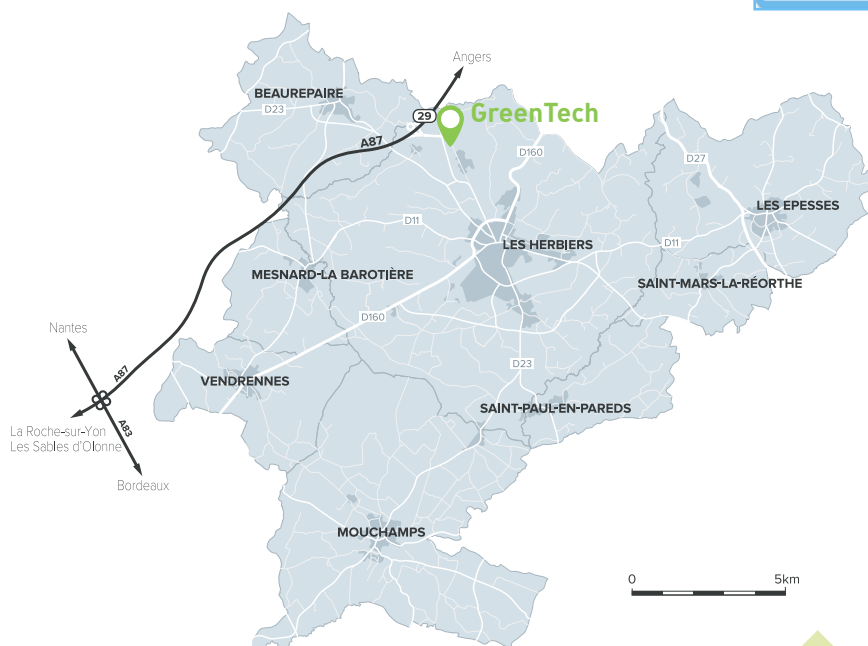 Angers
BEAUREPAIRE
D23
29
GreenTech
A87
D160
D27
LES EPESSES
D11
LES HERBIERS
D11
MESNARD-LA BAROTIÈRE
SAINT-MARS-LA-RÉORTHE
D160
Nantes
D23
A87
VENDRENNES
SAINT-PAUL-EN-PAREDS
A83
La Roche-sur-Yon
Les Sables d'Olonne
Bordeaux
MOUCHAMPS
0 5km